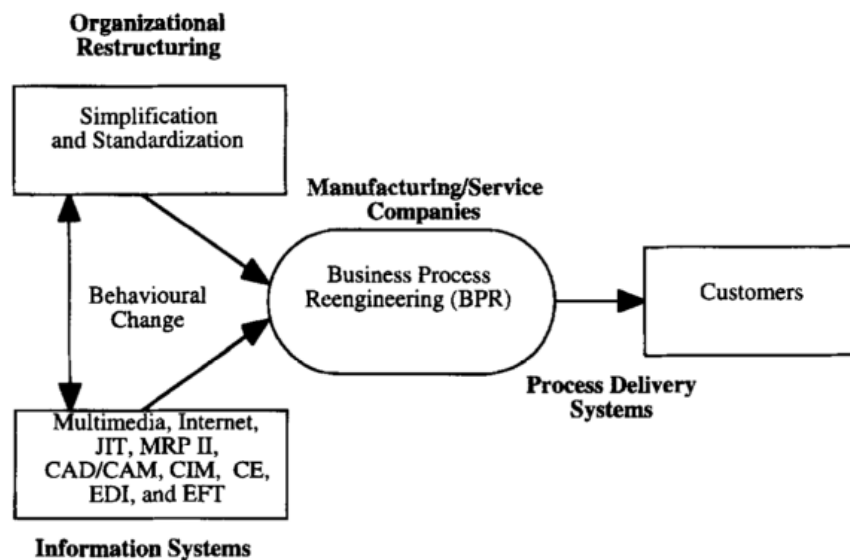 Organizational
Restructuring
Simplification
and Standardization
Manufacturing/Service
Companies
Behavioural
Change
Business Process
Reengineering (BPR)
Customers
Process Delivery
Systems
Multimedia, Internet,
JIT, MRP II,
CAD/CAM, CIM, CE,
EDI, and EFT
Information Systems